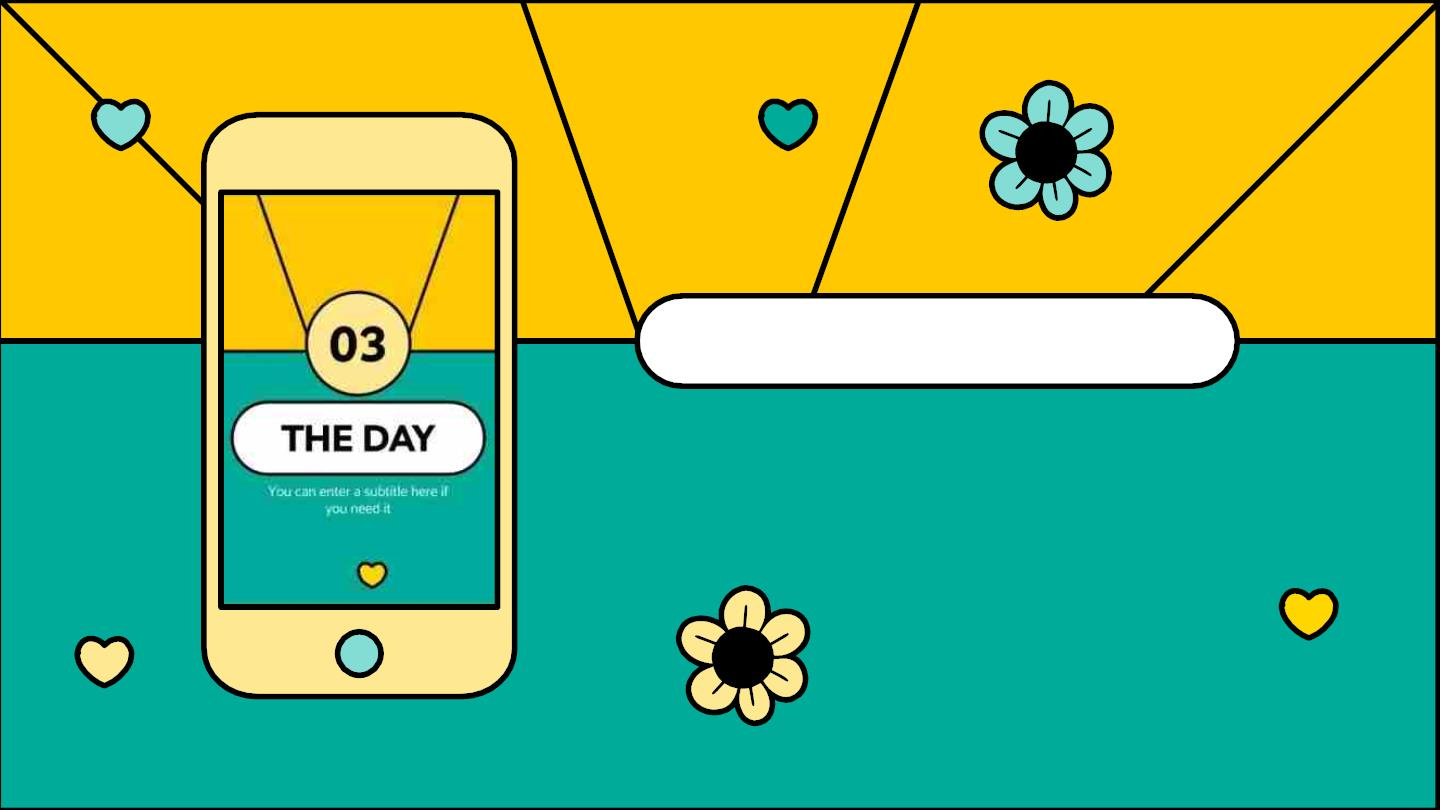 03
THE DAY
You can enter a subtitle here if
you need it